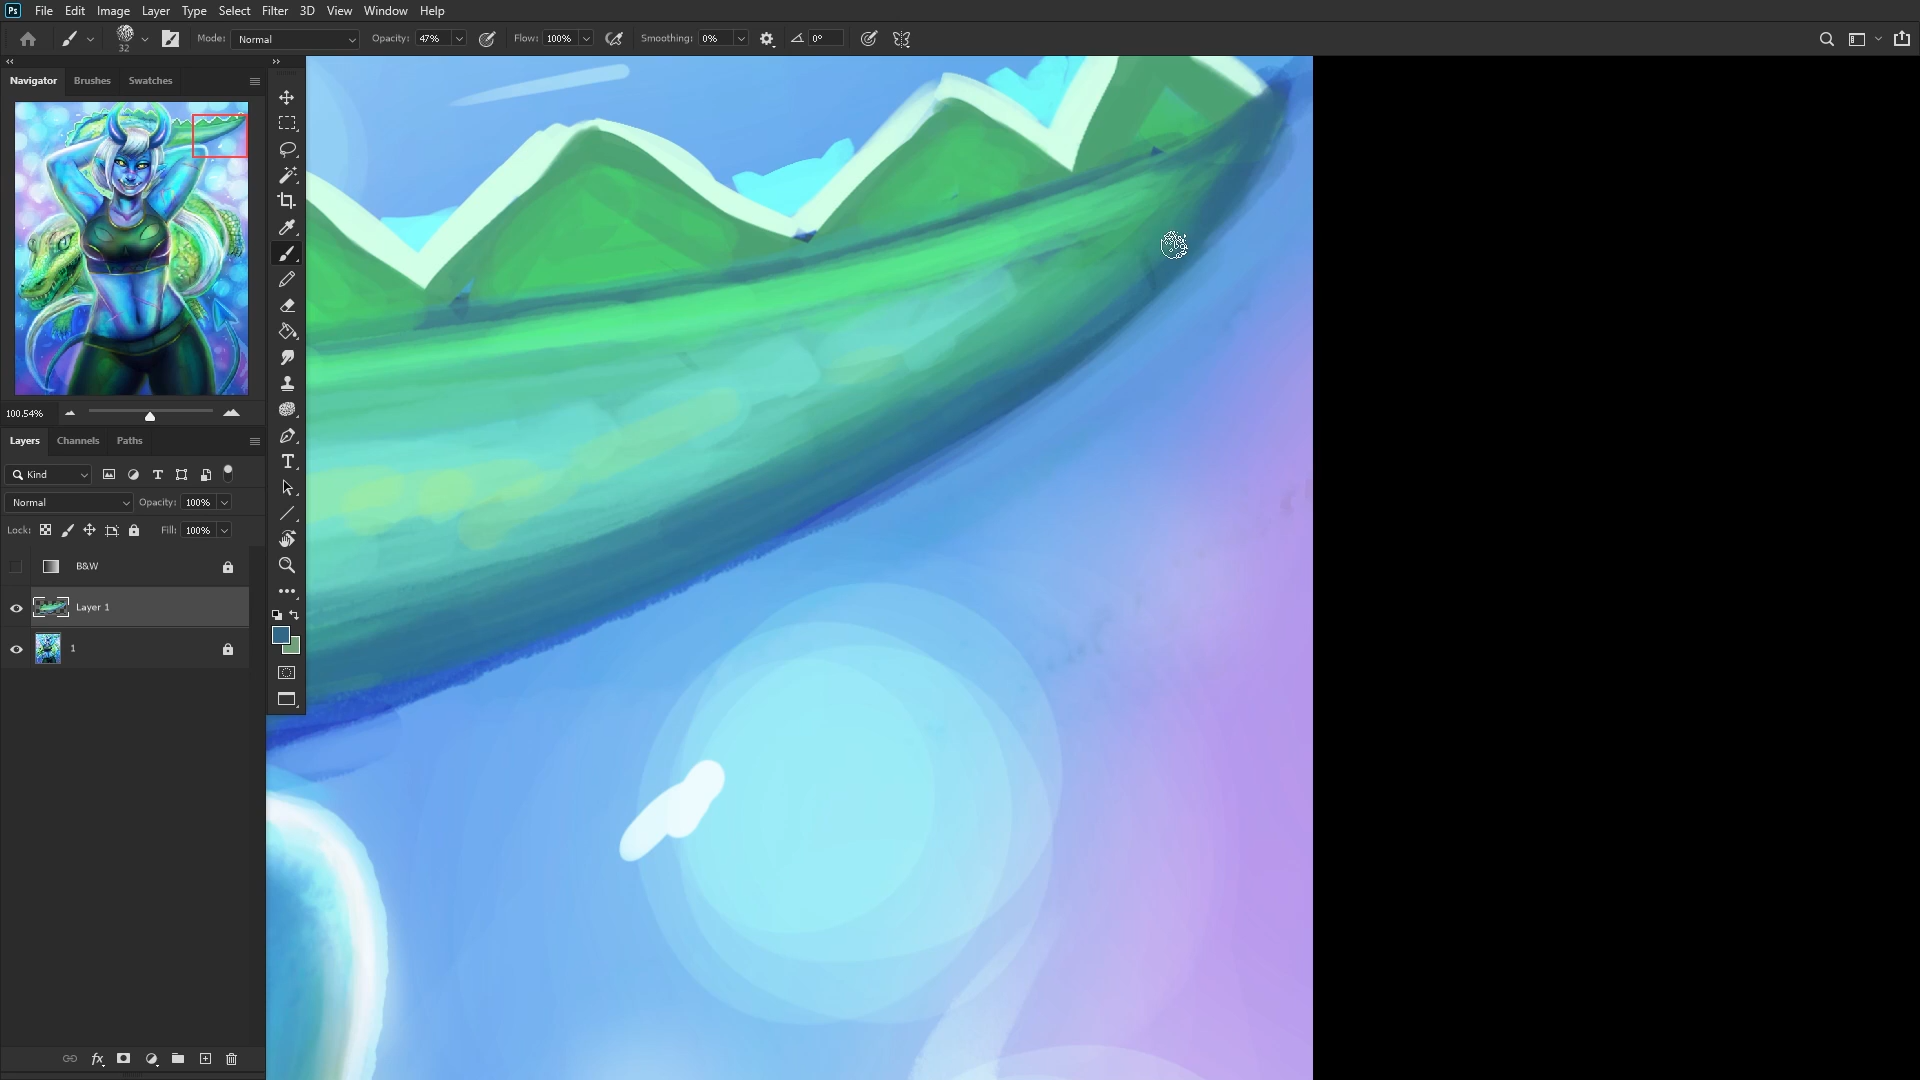 Ps File Edit Image Layer Type Select Filter 3D View Window Help
32 Mode: Normal Opacity: 47% Flow: 100% Smoothing: 0% 0°
Navigator Brushes Swatches
100.54%
Layers Channels Paths
Kind
Normal Opacity: 100%
Lock: Fill: 100%
B&W
Layer 1
1
fx